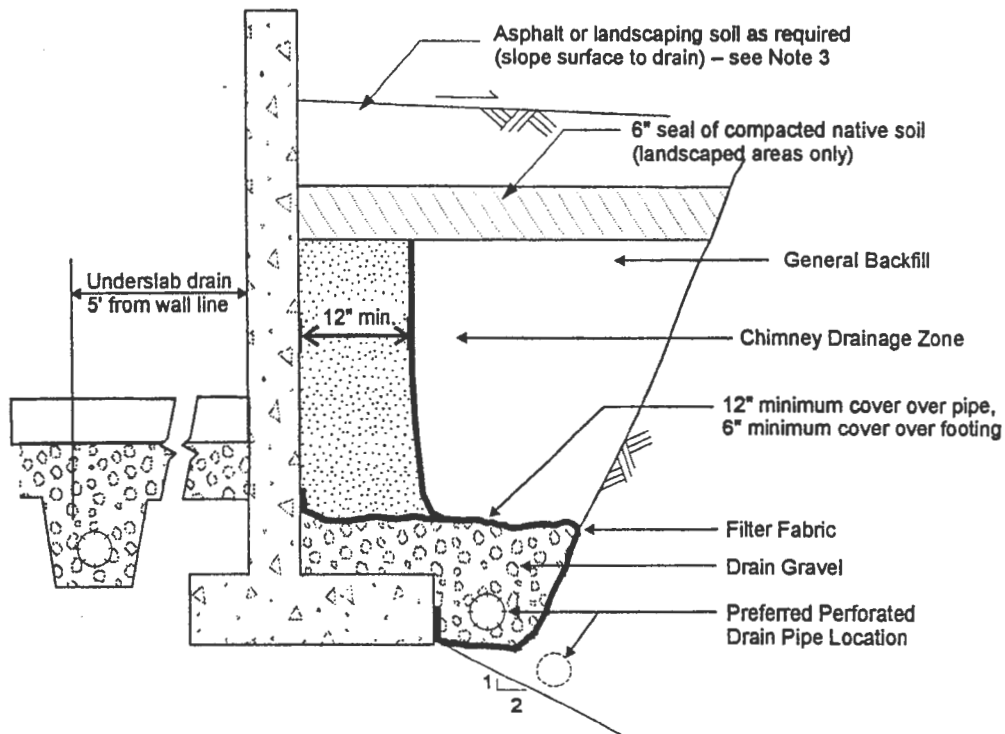 Asphalt or landscaping soil as required
(slope surface to drain) – see Note 3
6" seal of compacted native soil
(landscaped areas only)
General Backfill
Underslab drain
5' from wall line
12" min.
Chimney Drainage Zone
12" minimum cover over pipe,
6" minimum cover over footing
Filter Fabric
Drain Gravel
Preferred Perforated
Drain Pipe Location
1
2